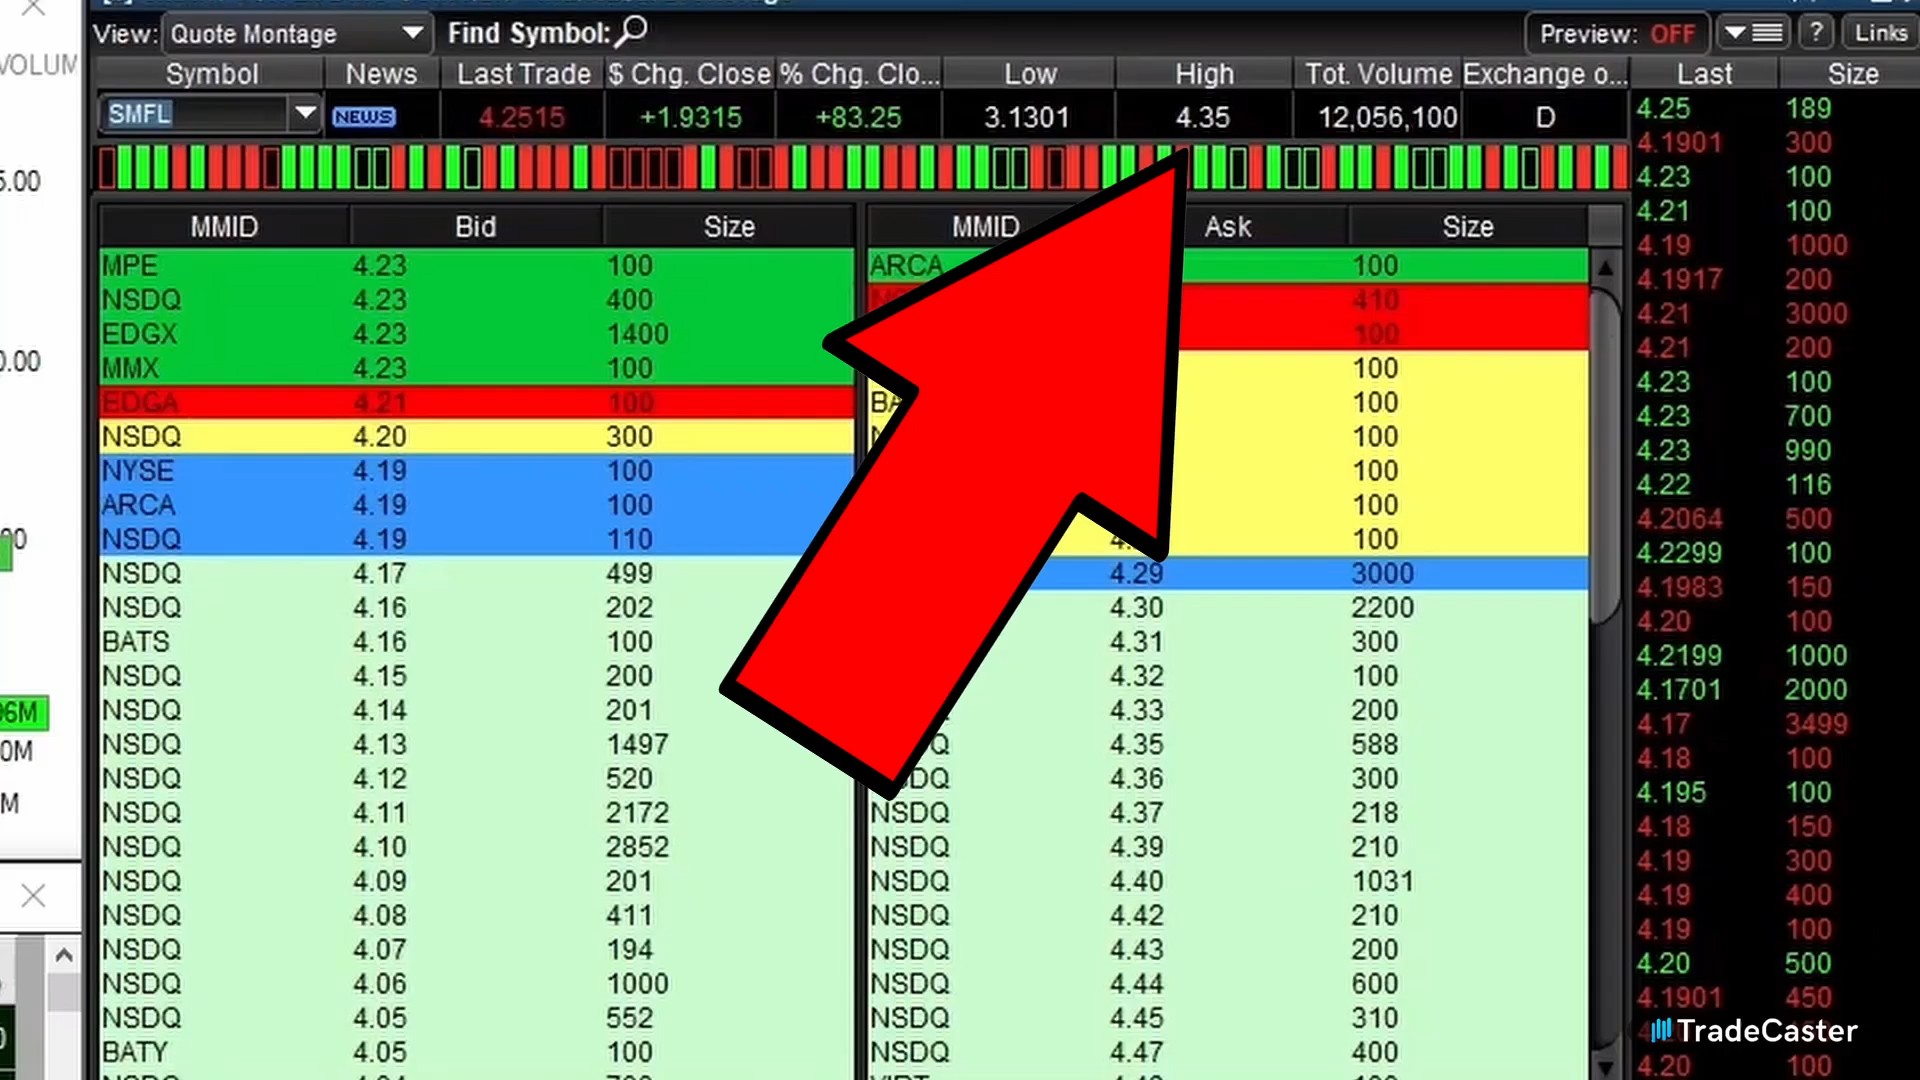 View: Quote Montage Find Symbol: Preview: OFF ? Links
VOLUM
Symbol News Last Trade $ Chg. Close % Chg. Clo... Low High Tot. Volume Exchange o... Last Size
SMFL NEWS 4.2515 +1.9315 +83.25 3.1301 4.35 12,056,100 D
MMID Bid Size
MPE 4.23 100
NSDQ 4.23 400
EDGX 4.23 1400
MMX 4.23 100
EDGA 4.21 100
NSDQ 4.20 300
NYSE 4.19 100
ARCA 4.19 100
NSDQ 4.19 110
NSDQ 4.17 499
NSDQ 4.16 202
BATS 4.16 100
NSDQ 4.15 200
NSDQ 4.14 201
NSDQ 4.13 1497
NSDQ 4.12 520
NSDQ 4.11 2172
NSDQ 4.10 2852
NSDQ 4.09 201
NSDQ 4.08 411
NSDQ 4.07 194
NSDQ 4.06 1000
NSDQ 4.05 552
BATY 4.05 100
MMID Ask Size
ARCA 100
410
100
100
100
100
100
100
100
4.29 3000
4.30 2200
4.31 300
4.32 100
4.33 200
4.35 588
4.36 300
NSDQ 4.37 218
NSDQ 4.39 210
NSDQ 4.40 1031
NSDQ 4.42 210
NSDQ 4.43 200
NSDQ 4.44 600
NSDQ 4.45 310
NSDQ 4.47 400
4.25 189
4.1901 300
4.23 100
4.21 100
4.19 1000
4.1917 200
4.21 3000
4.21 200
4.23 100
4.23 700
4.23 990
4.22 116
4.2064 500
4.2299 100
4.1983 150
4.20 100
4.2199 1000
4.1701 2000
4.17 3499
4.18 100
4.195 100
4.18 150
4.19 300
4.19 400
4.19 100
4.20 500
4.1901 450
TradeCaster
4.20 100